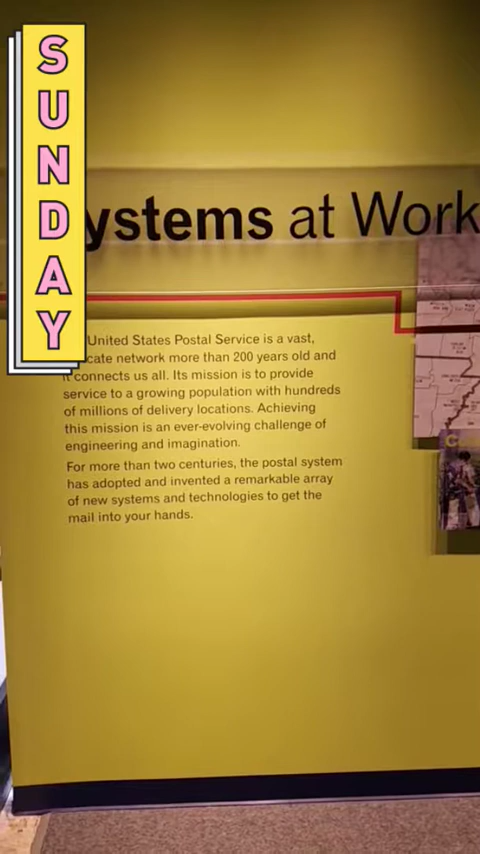 SUNDAY
ystems at Work
United States Postal Service is a vast,
cate network more than 200 years old and
it connects us all. Its mission is to provide
service to a growing population with hundreds
of millions of delivery locations. Achieving
this mission is an ever-evolving challenge of
engineering and imagination.
For more than two centuries, the postal system
has adopted and invented a remarkable array
of new systems and technologies to get the
mail into your hands.